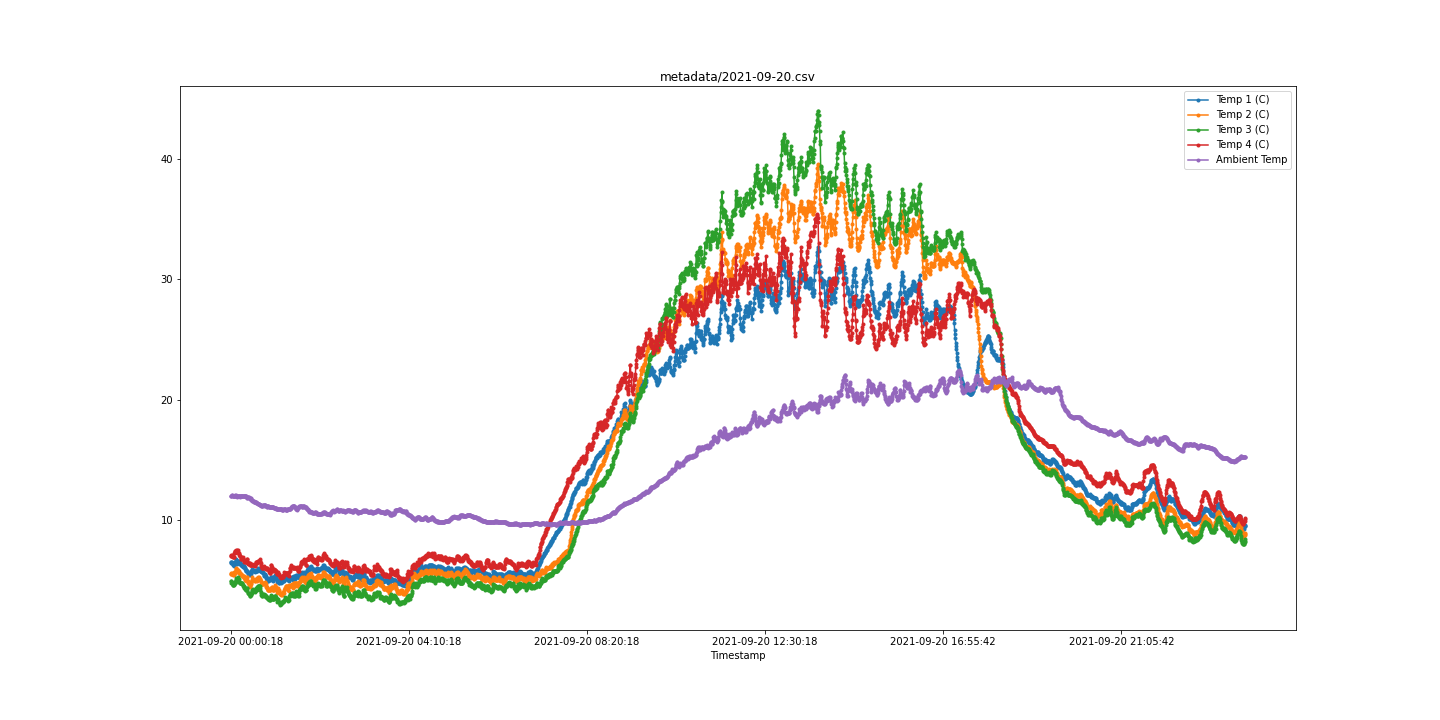 metadata/2021-09-20.csv
Temp 1 (C)
Temp 2 (C)
Temp 3 (C)
Temp 4 (C)
Ambient Temp
40
30
20
10
2021-09-20 00:00:18 2021-09-20 04:10:18 2021-09-20 08:20:18 2021-09-20 12:30:18 2021-09-20 16:55:42 2021-09-20 21:05:42
Timestamp